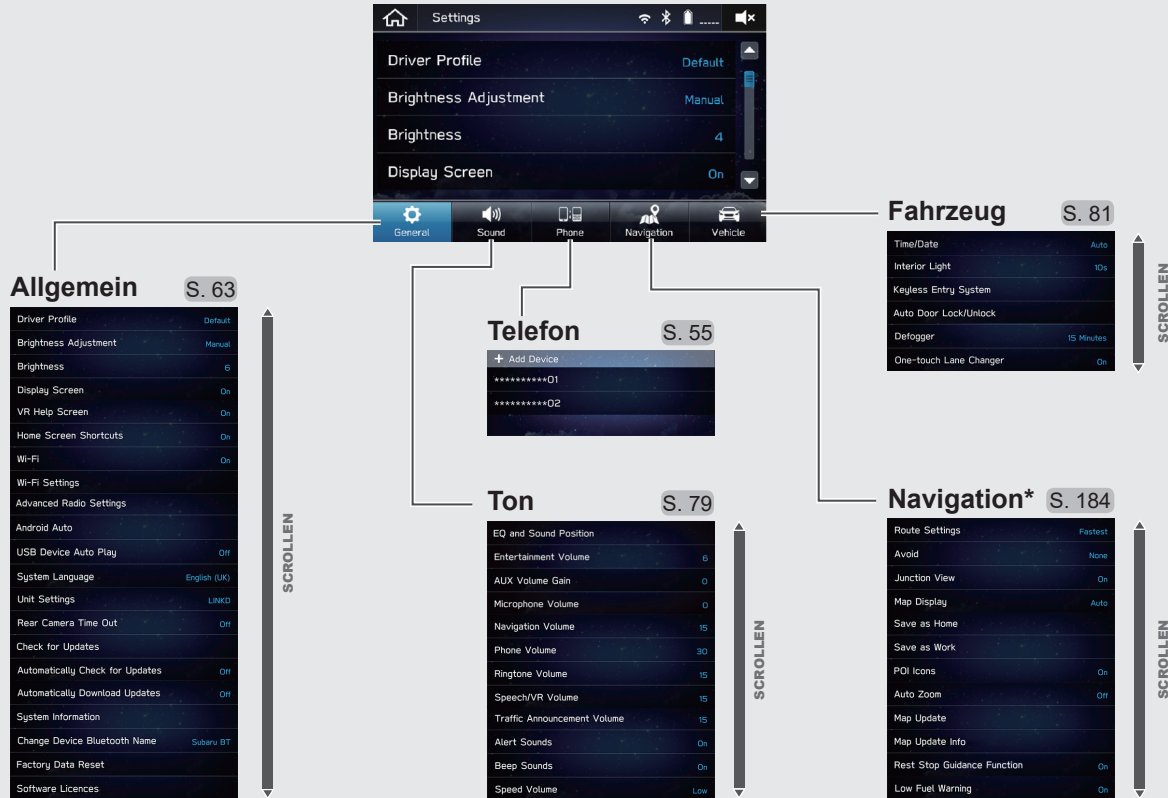 Settings
Driver Profile Default
Brightness Adjustment Manual
Brightness 4
Display Screen On
General Sound Phone Navigation Vehicle
Allgemein S. 63
Driver Profile Default
Brightness Adjustment Manual
Brightness 6
Display Screen On
VR Help Screen On
Home Screen Shortcuts On
Wi-Fi On
Wi-Fi Settings
Advanced Radio Settings
Android Auto
USB Device Auto Play Off
System Language English (UK)
Unit Settings LINKD
Rear Camera Time Out Off
Check for Updates
Automatically Check for Updates Off
Automatically Download Updates Off
System Information
Change Device Bluetooth Name Subaru BT
Factory Data Reset
Software Licences
SCROLLEN
Telefon S. 55
+ Add Device
**********01
**********02
Ton S. 79
EQ and Sound Position
Entertainment Volume 6
AUX Volume Gain 0
Microphone Volume 0
Navigation Volume 15
Phone Volume 30
Ringtone Volume 15
Speech/VR Volume 15
Traffic Announcement Volume 15
Alert Sounds On
Beep Sounds On
Speed Volume Low
SCROLLEN
Fahrzeug S. 81
Time/Date Auto
Interior Light 10s
Keyless Entry System
Auto Door Lock/Unlock
Defogger 15 Minutes
One-touch Lane Changer On
SCROLLEN
Navigation* S. 184
Route Settings Fastest
Avoid None
Junction View On
Map Display Auto
Save as Home
Save as Work
POI Icons On
Auto Zoom Off
Map Update
Map Update Info
Rest Stop Guidance Function On
Low Fuel Warning On
SCROLLEN